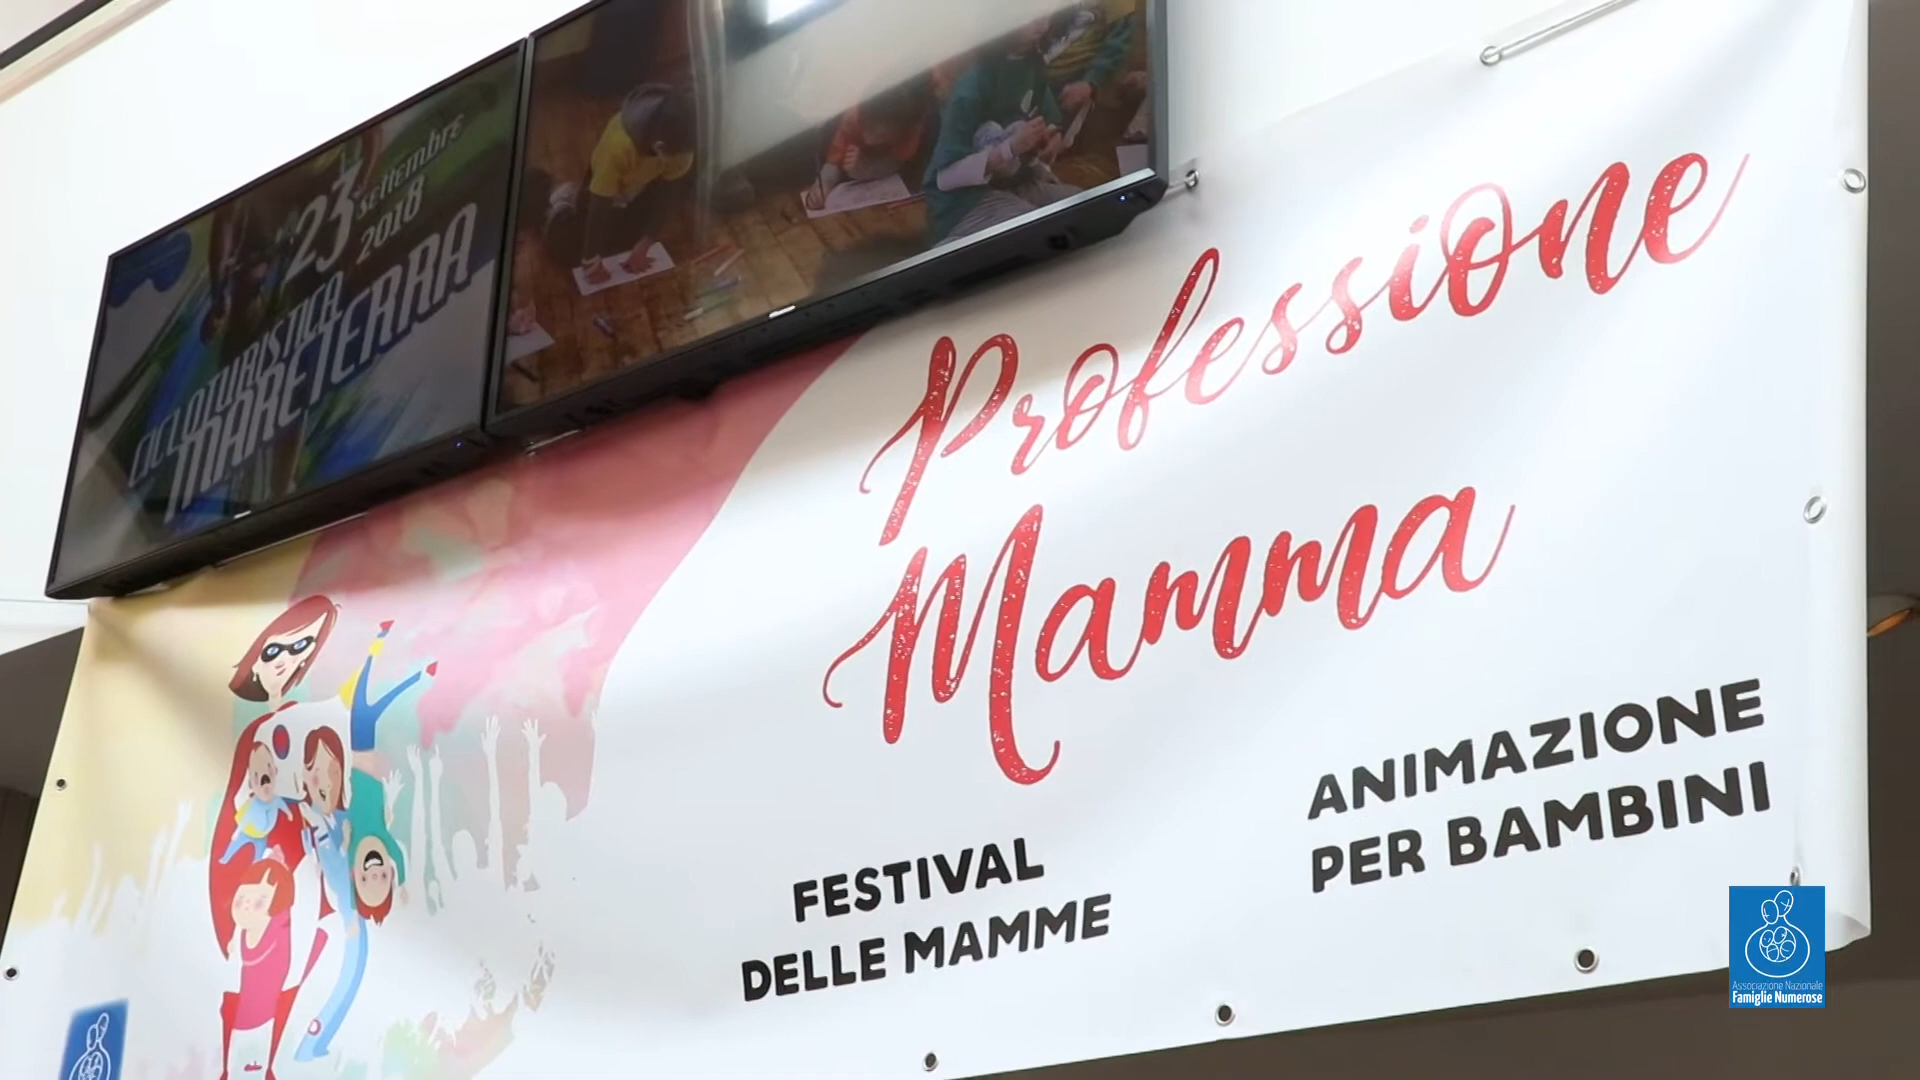 23 settembre
2018
CICLOTURISTICA
MARETERRA
Professione
Mamma
FESTIVAL
DELLE MAMME
ANIMAZIONE
PER BAMBINI
Associazione Nazionale
Famiglie Numerose